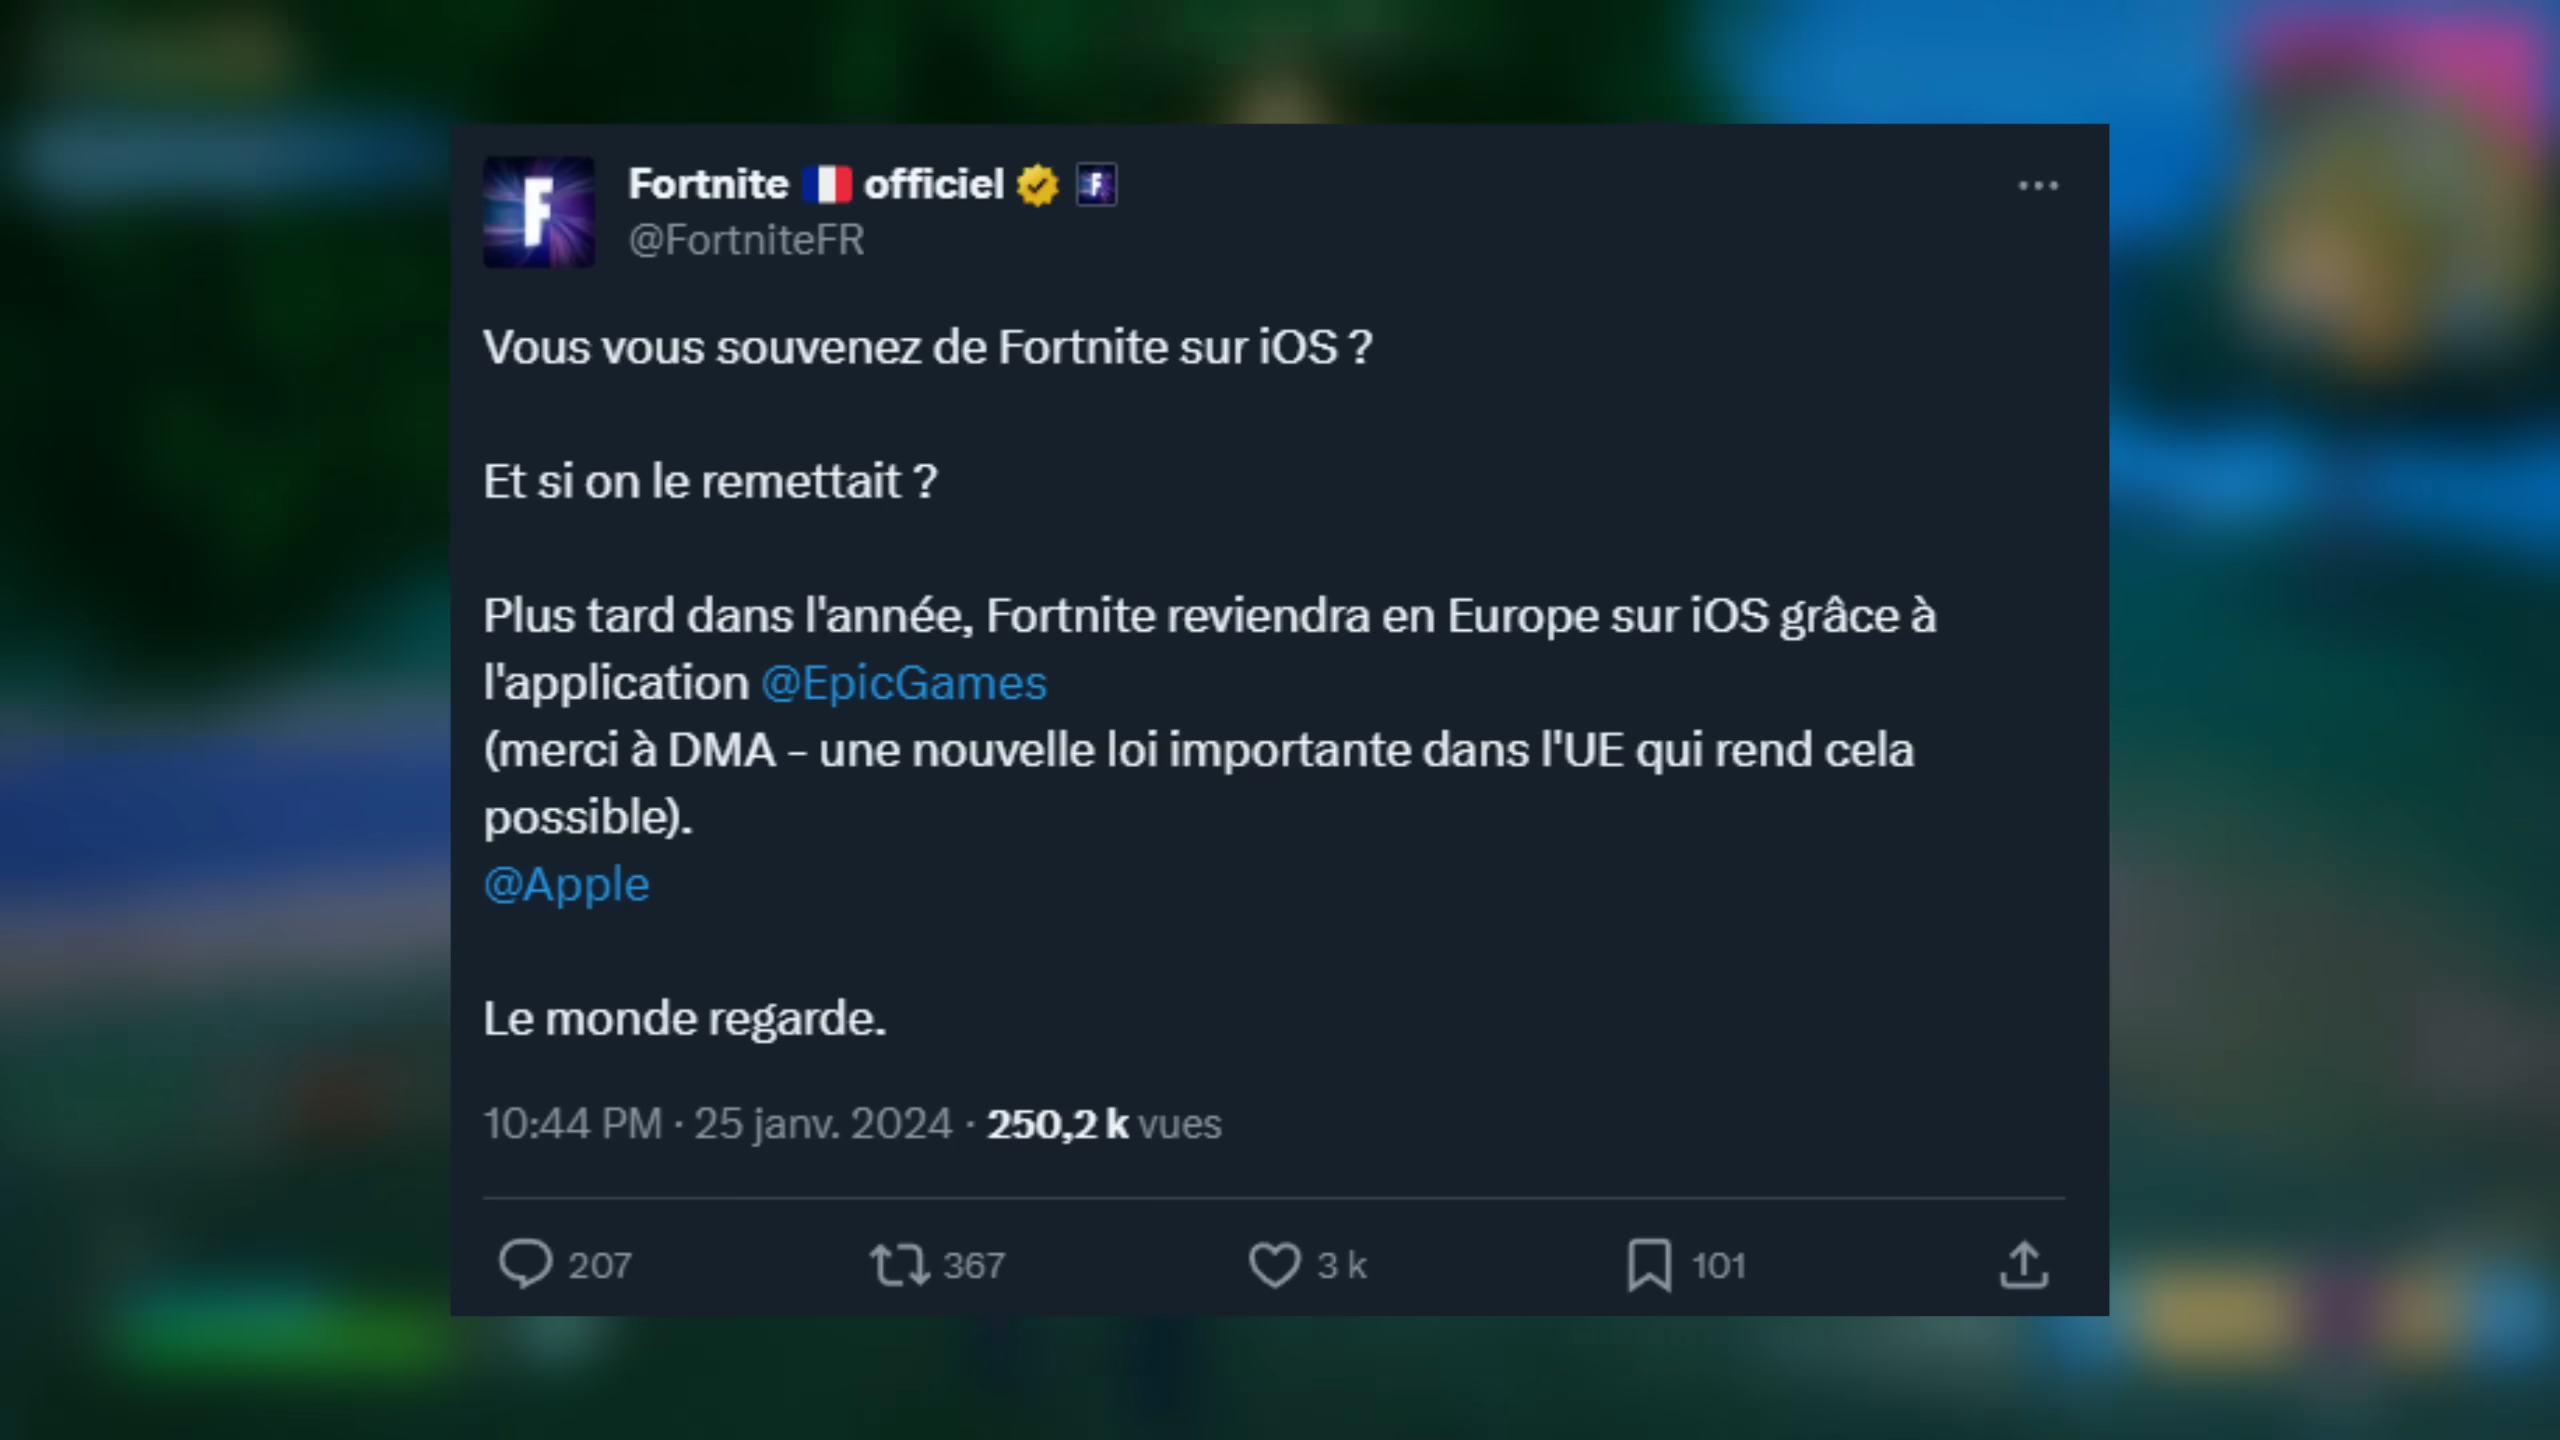 Fortnite 🇫🇷 officiel
@FortniteFR
Vous vous souvenez de Fortnite sur iOS ?
Et si on le remettait ?
Plus tard dans l'année, Fortnite reviendra en Europe sur iOS grâce à
l'application @EpicGames
(merci à DMA – une nouvelle loi importante dans l'UE qui rend cela
possible).
@Apple
Le monde regarde.
10:44 PM · 25 janv. 2024 · 250,2 k vues
207 367 3 k 101